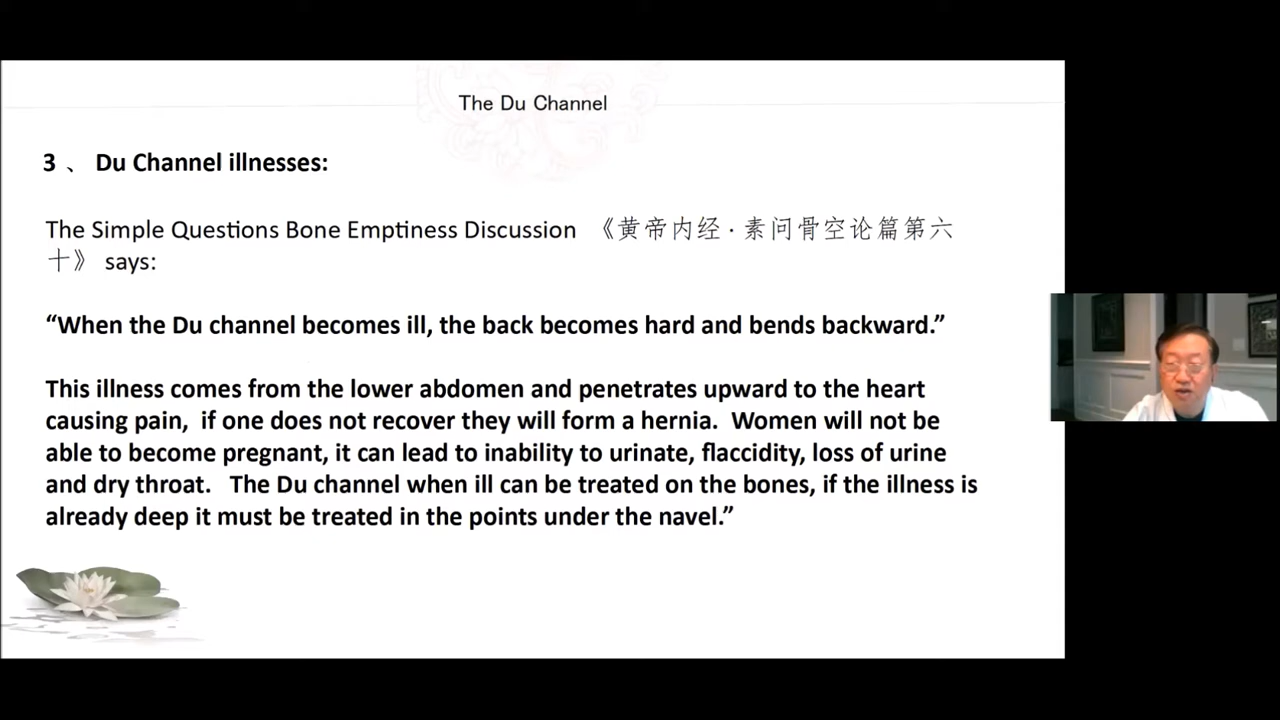 The Du Channel
3 、 Du Channel illnesses:
The Simple Questions Bone Emptiness Discussion 《黄帝内经 · 素问骨空论篇第六
十》 says:
“When the Du channel becomes ill, the back becomes hard and bends backward.”
This illness comes from the lower abdomen and penetrates upward to the heart
causing pain, if one does not recover they will form a hernia. Women will not be
able to become pregnant, it can lead to inability to urinate, flaccidity, loss of urine
and dry throat. The Du channel when ill can be treated on the bones, if the illness is
already deep it must be treated in the points under the navel.”